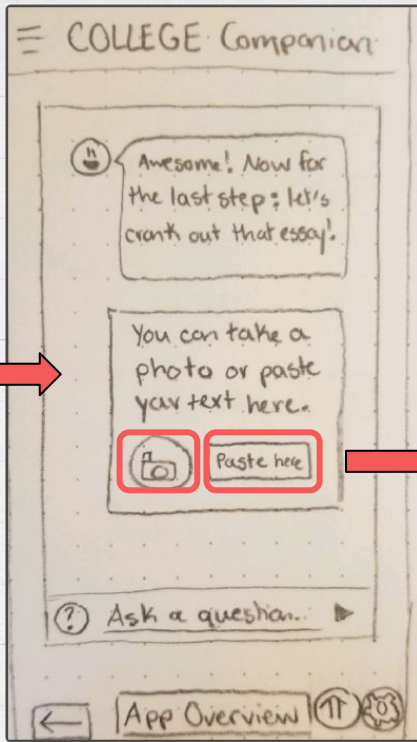 COLLEGE Companion
Awesome! Now for
the last step: let's
crank out that essay!
You can take a
photo or paste
your text here.
Paste here
? Ask a question...
App Overview